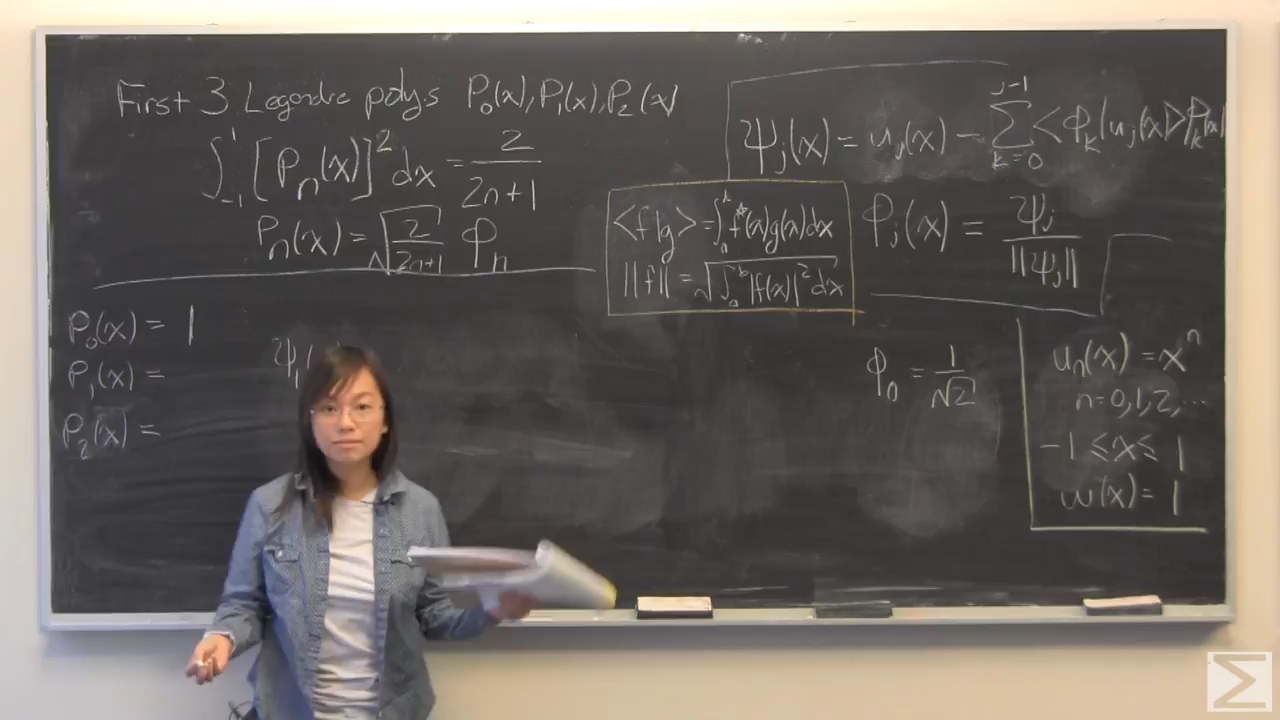 First 3 Legendre polys P₀(x), P₁(x), P₂(x)
∫₋₁¹ [Pₙ(x)]² dx = 2/(2n+1)
Pₙ(x) = √(2/(2n+1)) φₙ
P₀(x) = 1
P₁(x) =
P₂(x) =
ψ₁(
ψⱼ(x) = uⱼ(x) - ∑ₖ₌₀ʲ⁻¹ <φₖ|uⱼ(x)>φₖ(x)
<f|g> = ∫ₐᵇ f*(x)g(x)dx
||f|| = √(∫ₐᵇ |f(x)|² dx)
φⱼ(x) = ψⱼ/||ψⱼ||
φ₀ = 1/√2
uₙ(x) = xⁿ
n=0,1,2,...
-1 ≤ x ≤ 1
w(x) = 1
Σ